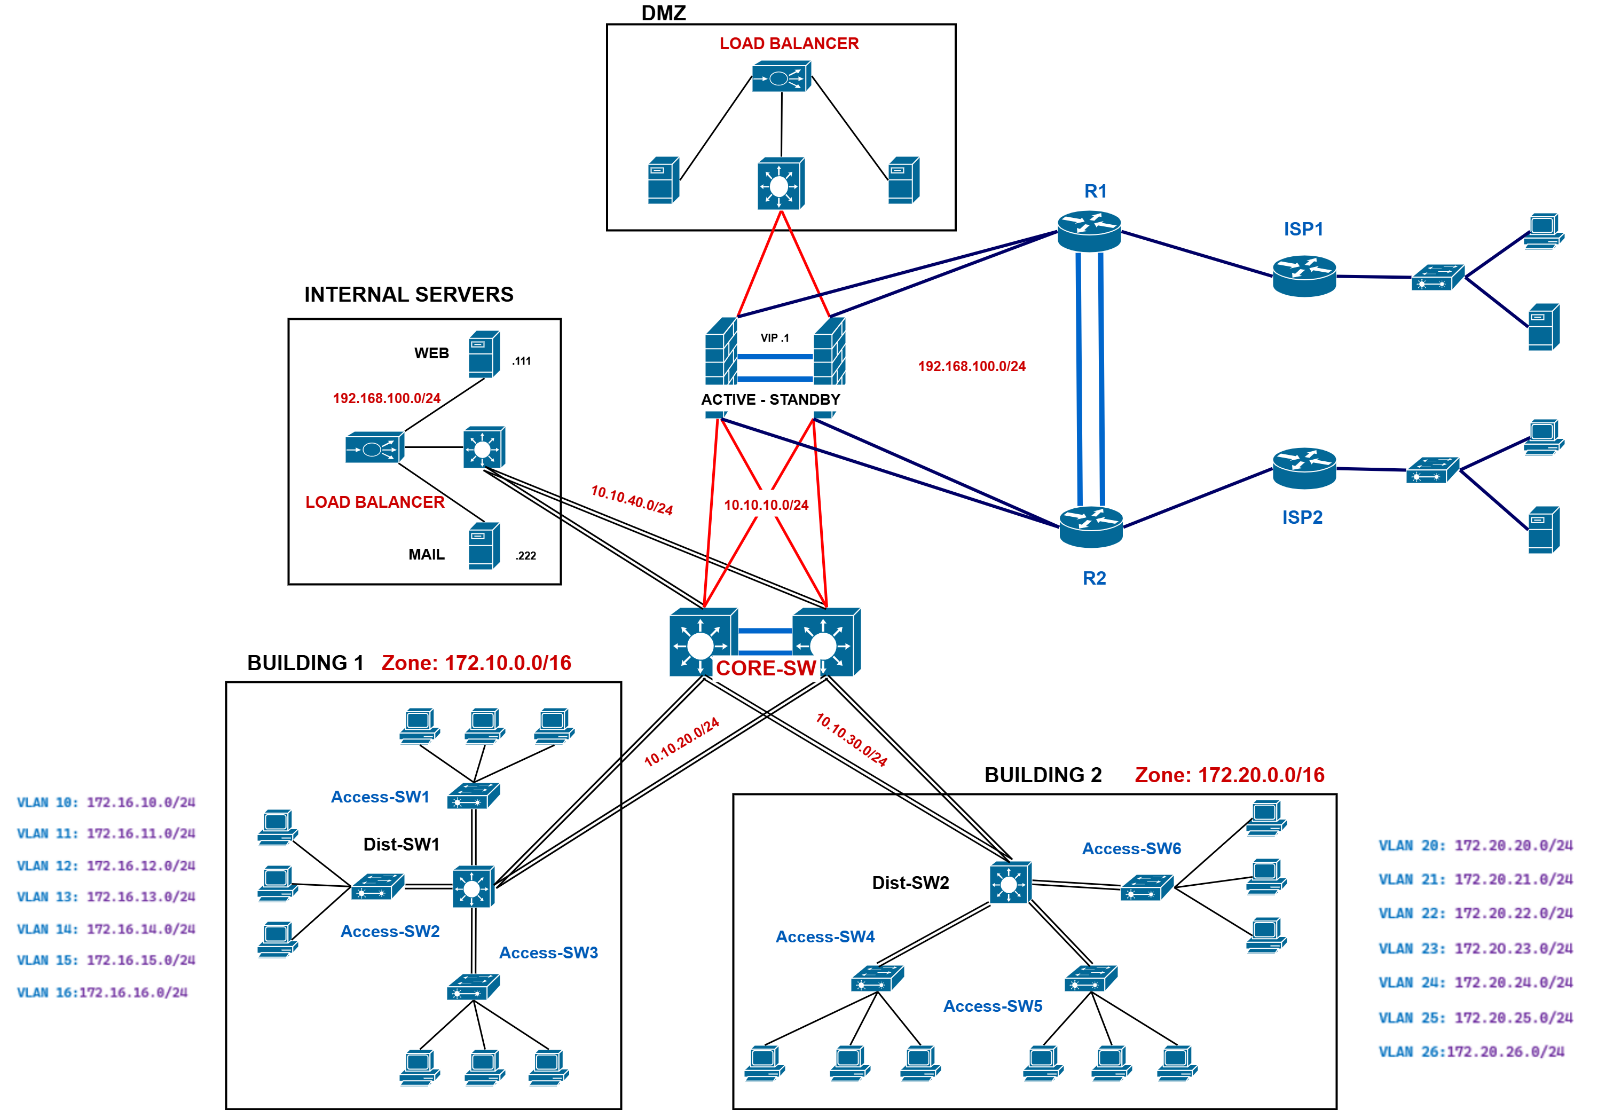 DMZ
LOAD BALANCER
R1
ISP1
INTERNAL SERVERS
WEB
.111
192.168.100.0/24
VIP .1
ACTIVE - STANDBY
192.168.100.0/24
LOAD BALANCER
10.10.40.0/24
10.10.10.0/24
MAIL
.222
ISP2
R2
CORE-SW
BUILDING 1 Zone: 172.10.0.0/16
10.10.20.0/24
10.10.30.0/24
BUILDING 2 Zone: 172.20.0.0/16
Access-SW1
Dist-SW1
Access-SW2
Access-SW3
VLAN 10: 172.16.10.0/24
VLAN 11: 172.16.11.0/24
VLAN 12: 172.16.12.0/24
VLAN 13: 172.16.13.0/24
VLAN 14: 172.16.14.0/24
VLAN 15: 172.16.15.0/24
VLAN 16:172.16.16.0/24
Access-SW6
Dist-SW2
Access-SW4
Access-SW5
VLAN 20: 172.20.20.0/24
VLAN 21: 172.20.21.0/24
VLAN 22: 172.20.22.0/24
VLAN 23: 172.20.23.0/24
VLAN 24: 172.20.24.0/24
VLAN 25: 172.20.25.0/24
VLAN 26:172.20.26.0/24